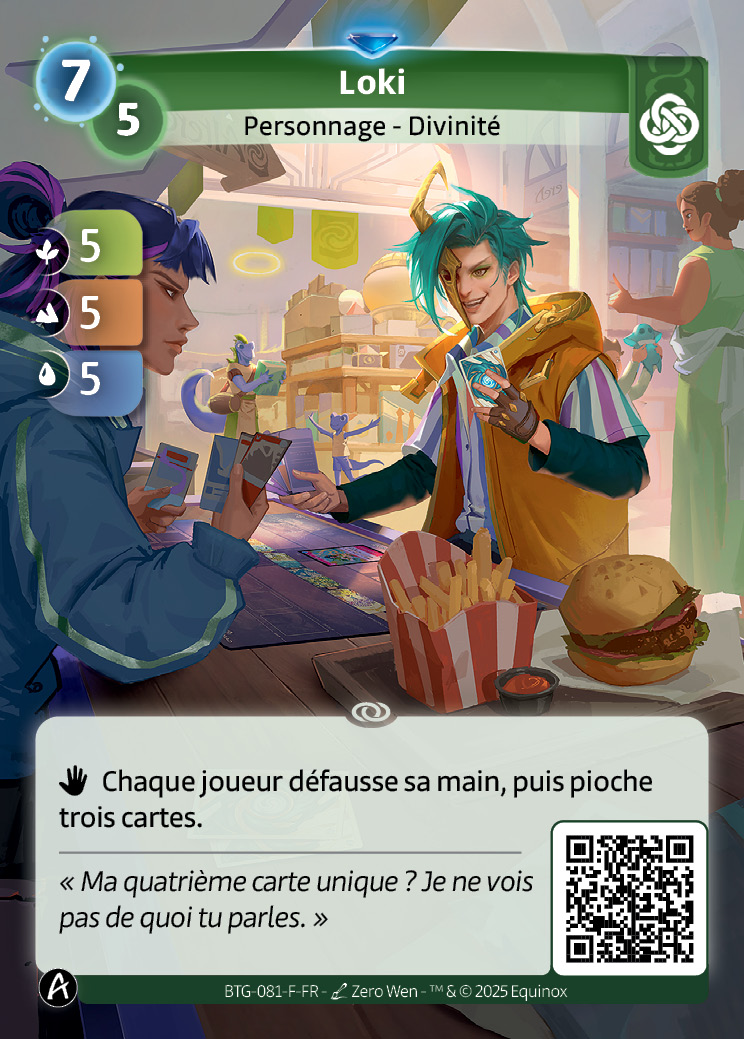 7
Loki
5
Personnage - Divinité
5
5
5
Chaque joueur défausse sa main, puis pioche
trois cartes.
« Ma quatrième carte unique ? Je ne vois
pas de quoi tu parles. »
BTG-081-F-FR - Zero Wen - ™ & © 2025 Equinox